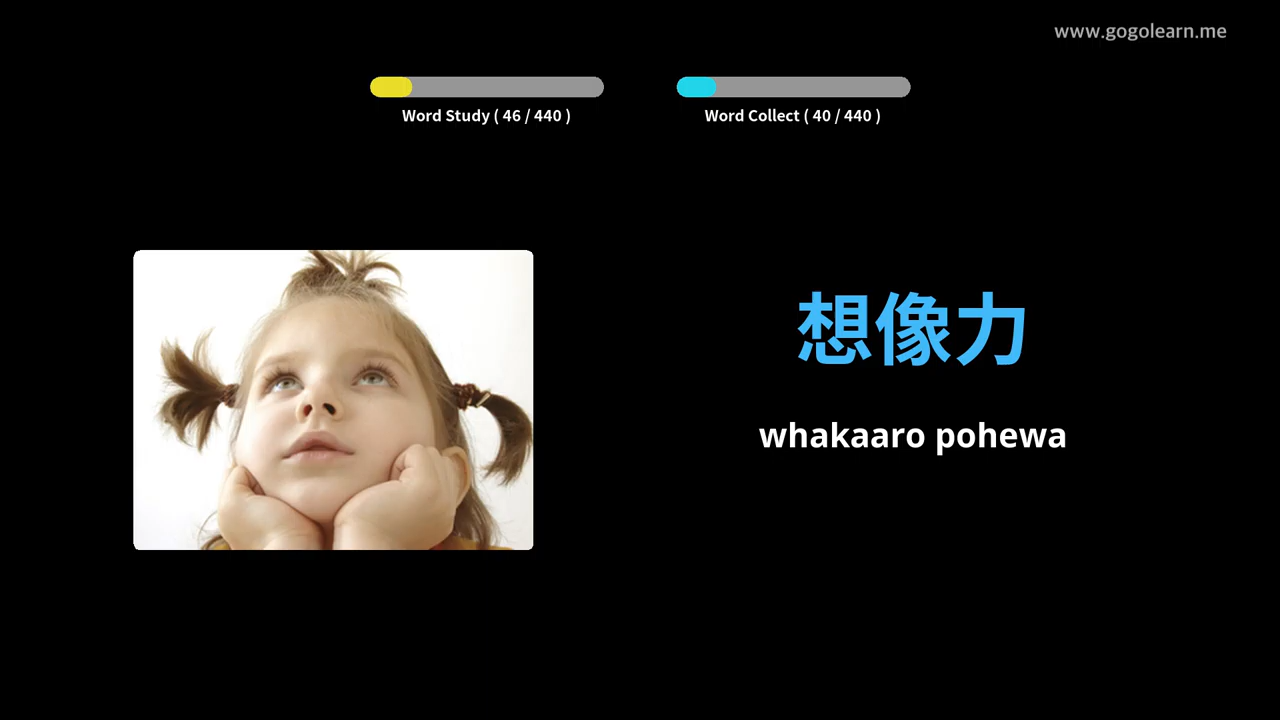 www.gogolearn.me
Word Study ( 46 / 440 )
Word Collect ( 40 / 440 )
想像力
whakaaro pohewa